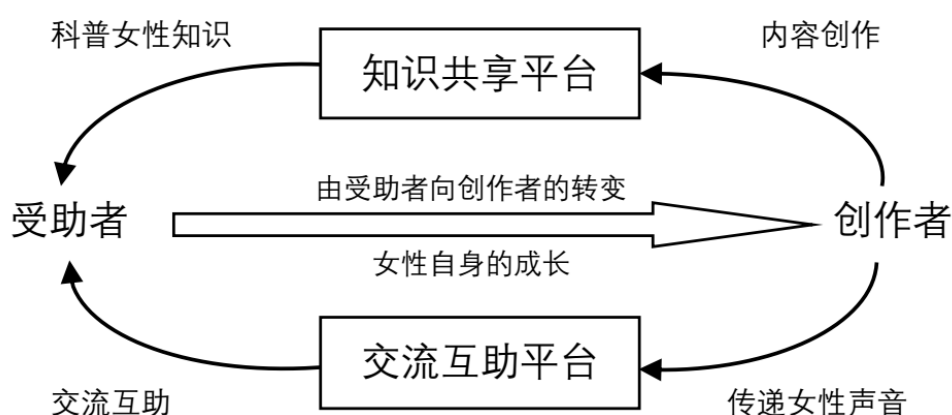 科普女性知识
内容创作
知识共享平台
由受助者向创作者的转变
受助者
创作者
女性自身的成长
交流互助平台
交流互助
传递女性声音